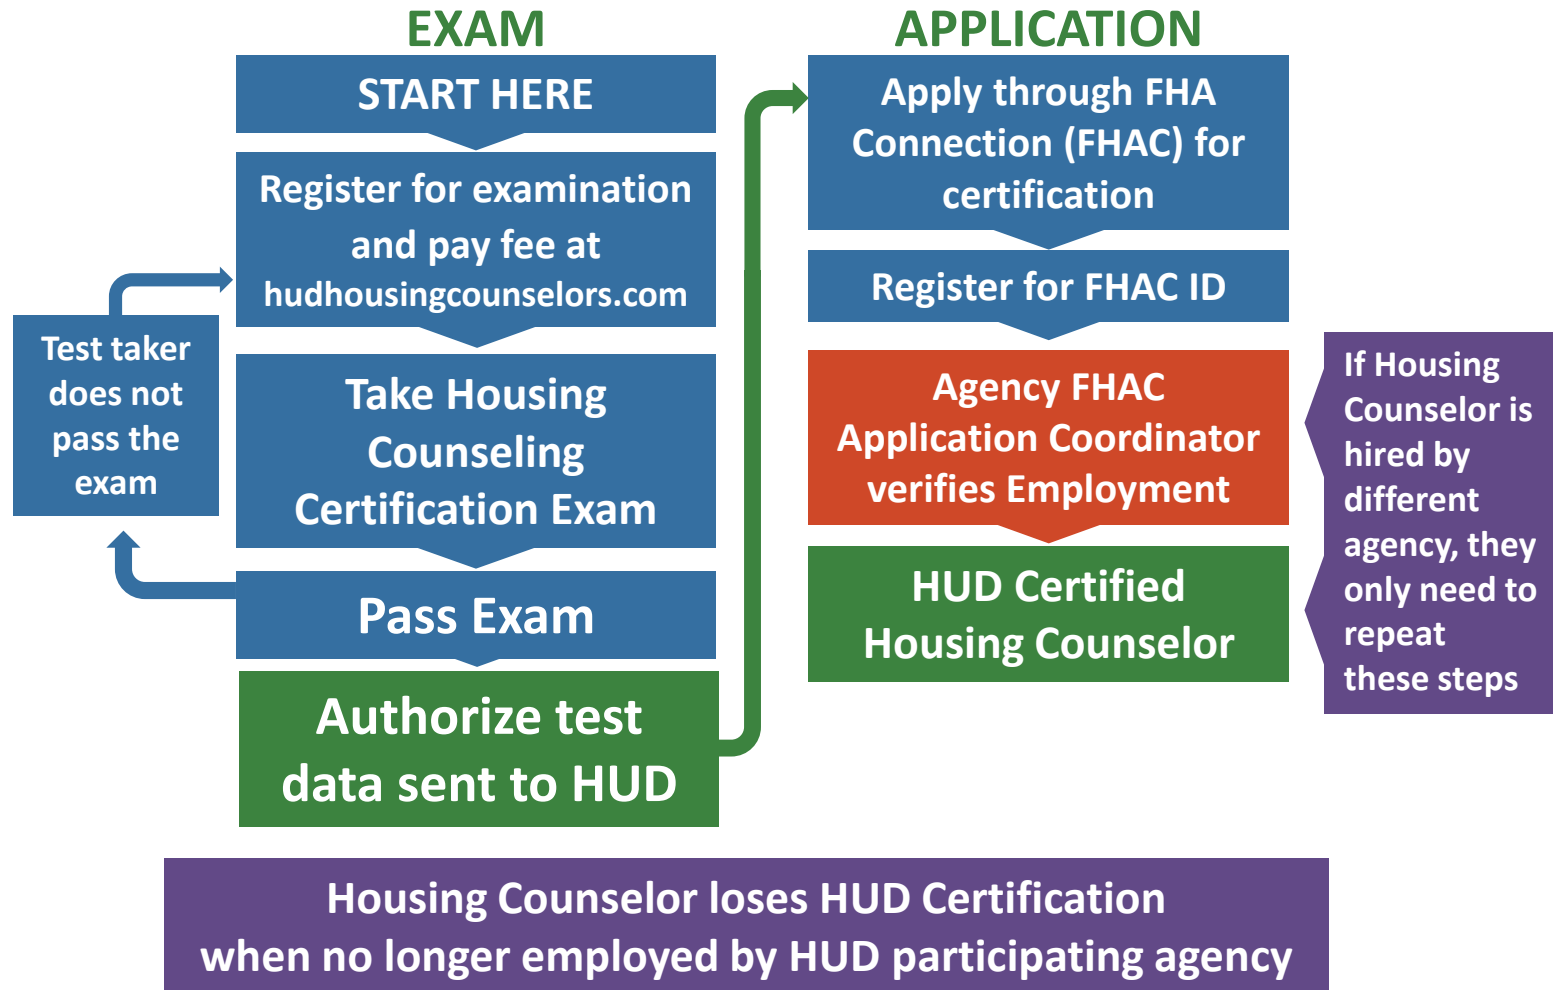 EXAM
START HERE
Register for examination
and pay fee at
hudhousingcounselors.com
Test taker
does not
pass the
exam
Take Housing
Counseling
Certification Exam
Pass Exam
Authorize test
data sent to HUD
APPLICATION
Apply through FHA
Connection (FHAC) for
certification
Register for FHAC ID
Agency FHAC
Application Coordinator
verifies Employment
HUD Certified
Housing Counselor
If Housing
Counselor is
hired by
different
agency, they
only need to
repeat
these steps
Housing Counselor loses HUD Certification
when no longer employed by HUD participating agency